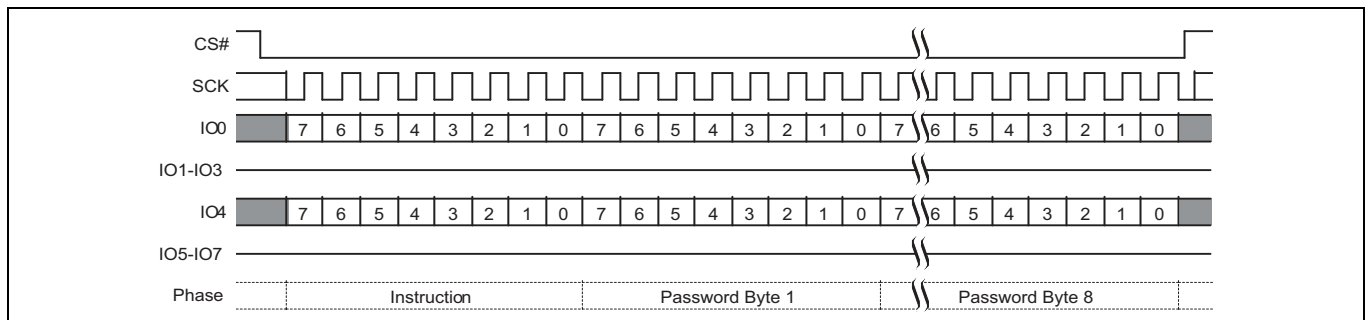 CS#
SCK
IO0 7 6 5 4 3 2 1 0 7 6 5 4 3 2 1 0 7 6 5 4 3 2 1 0
IO1-IO3
IO4 7 6 5 4 3 2 1 0 7 6 5 4 3 2 1 0 7 6 5 4 3 2 1 0
IO5-IO7
Phase Instruction Password Byte 1 Password Byte 8